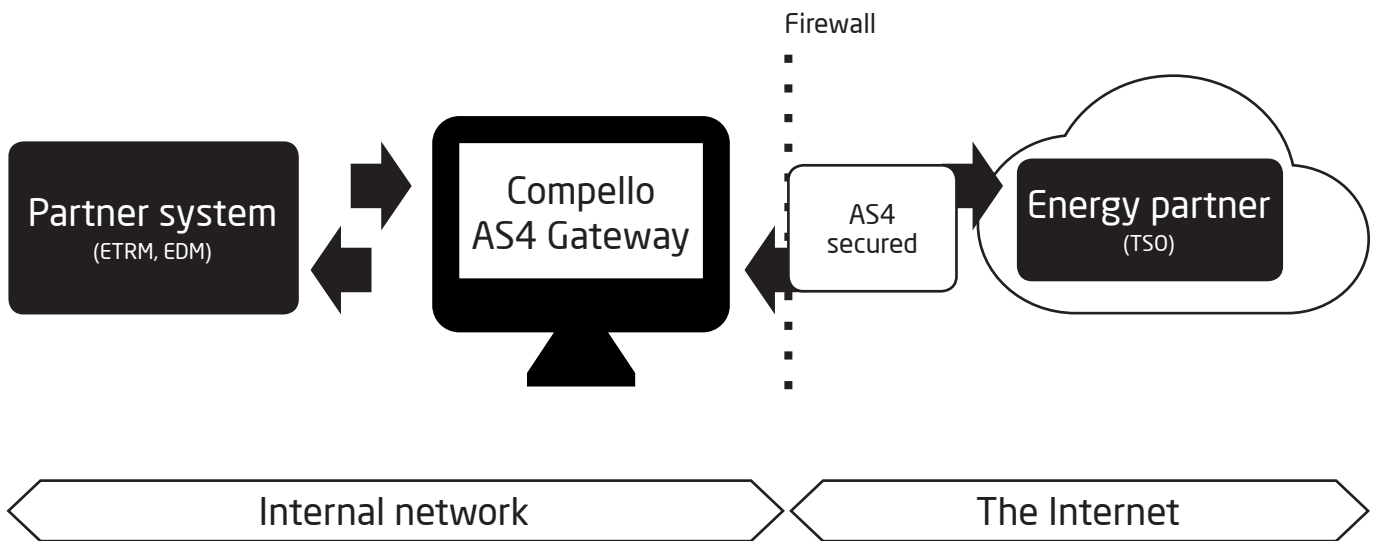 Firewall
Partner system
(ETRM, EDM)
Compello
AS4 Gateway
AS4
secured
Energy partner
(TSO)
Internal network
The Internet